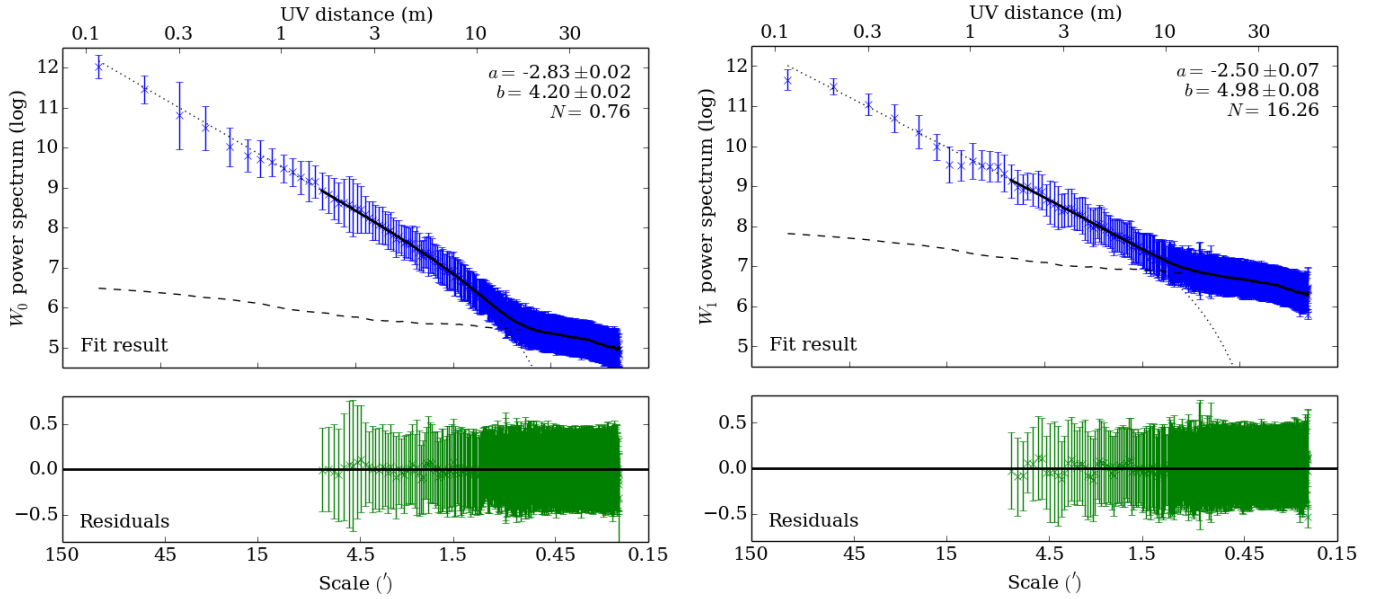 UV distance (m)
0.1 0.3 1 3 10 30
W₀ power spectrum (log)
12
11
10
9
8
7
6
5
a = -2.83 ±0.02
b = 4.20 ±0.02
N = 0.76
Fit result
0.5
0.0
−0.5
Residuals
150 45 15 4.5 1.5 0.45 0.15
Scale (′)
UV distance (m)
0.1 0.3 1 3 10 30
W₁ power spectrum (log)
12
11
10
9
8
7
6
5
a = -2.50 ±0.07
b = 4.98 ±0.08
N = 16.26
Fit result
0.5
0.0
−0.5
Residuals
150 45 15 4.5 1.5 0.45 0.15
Scale (′)